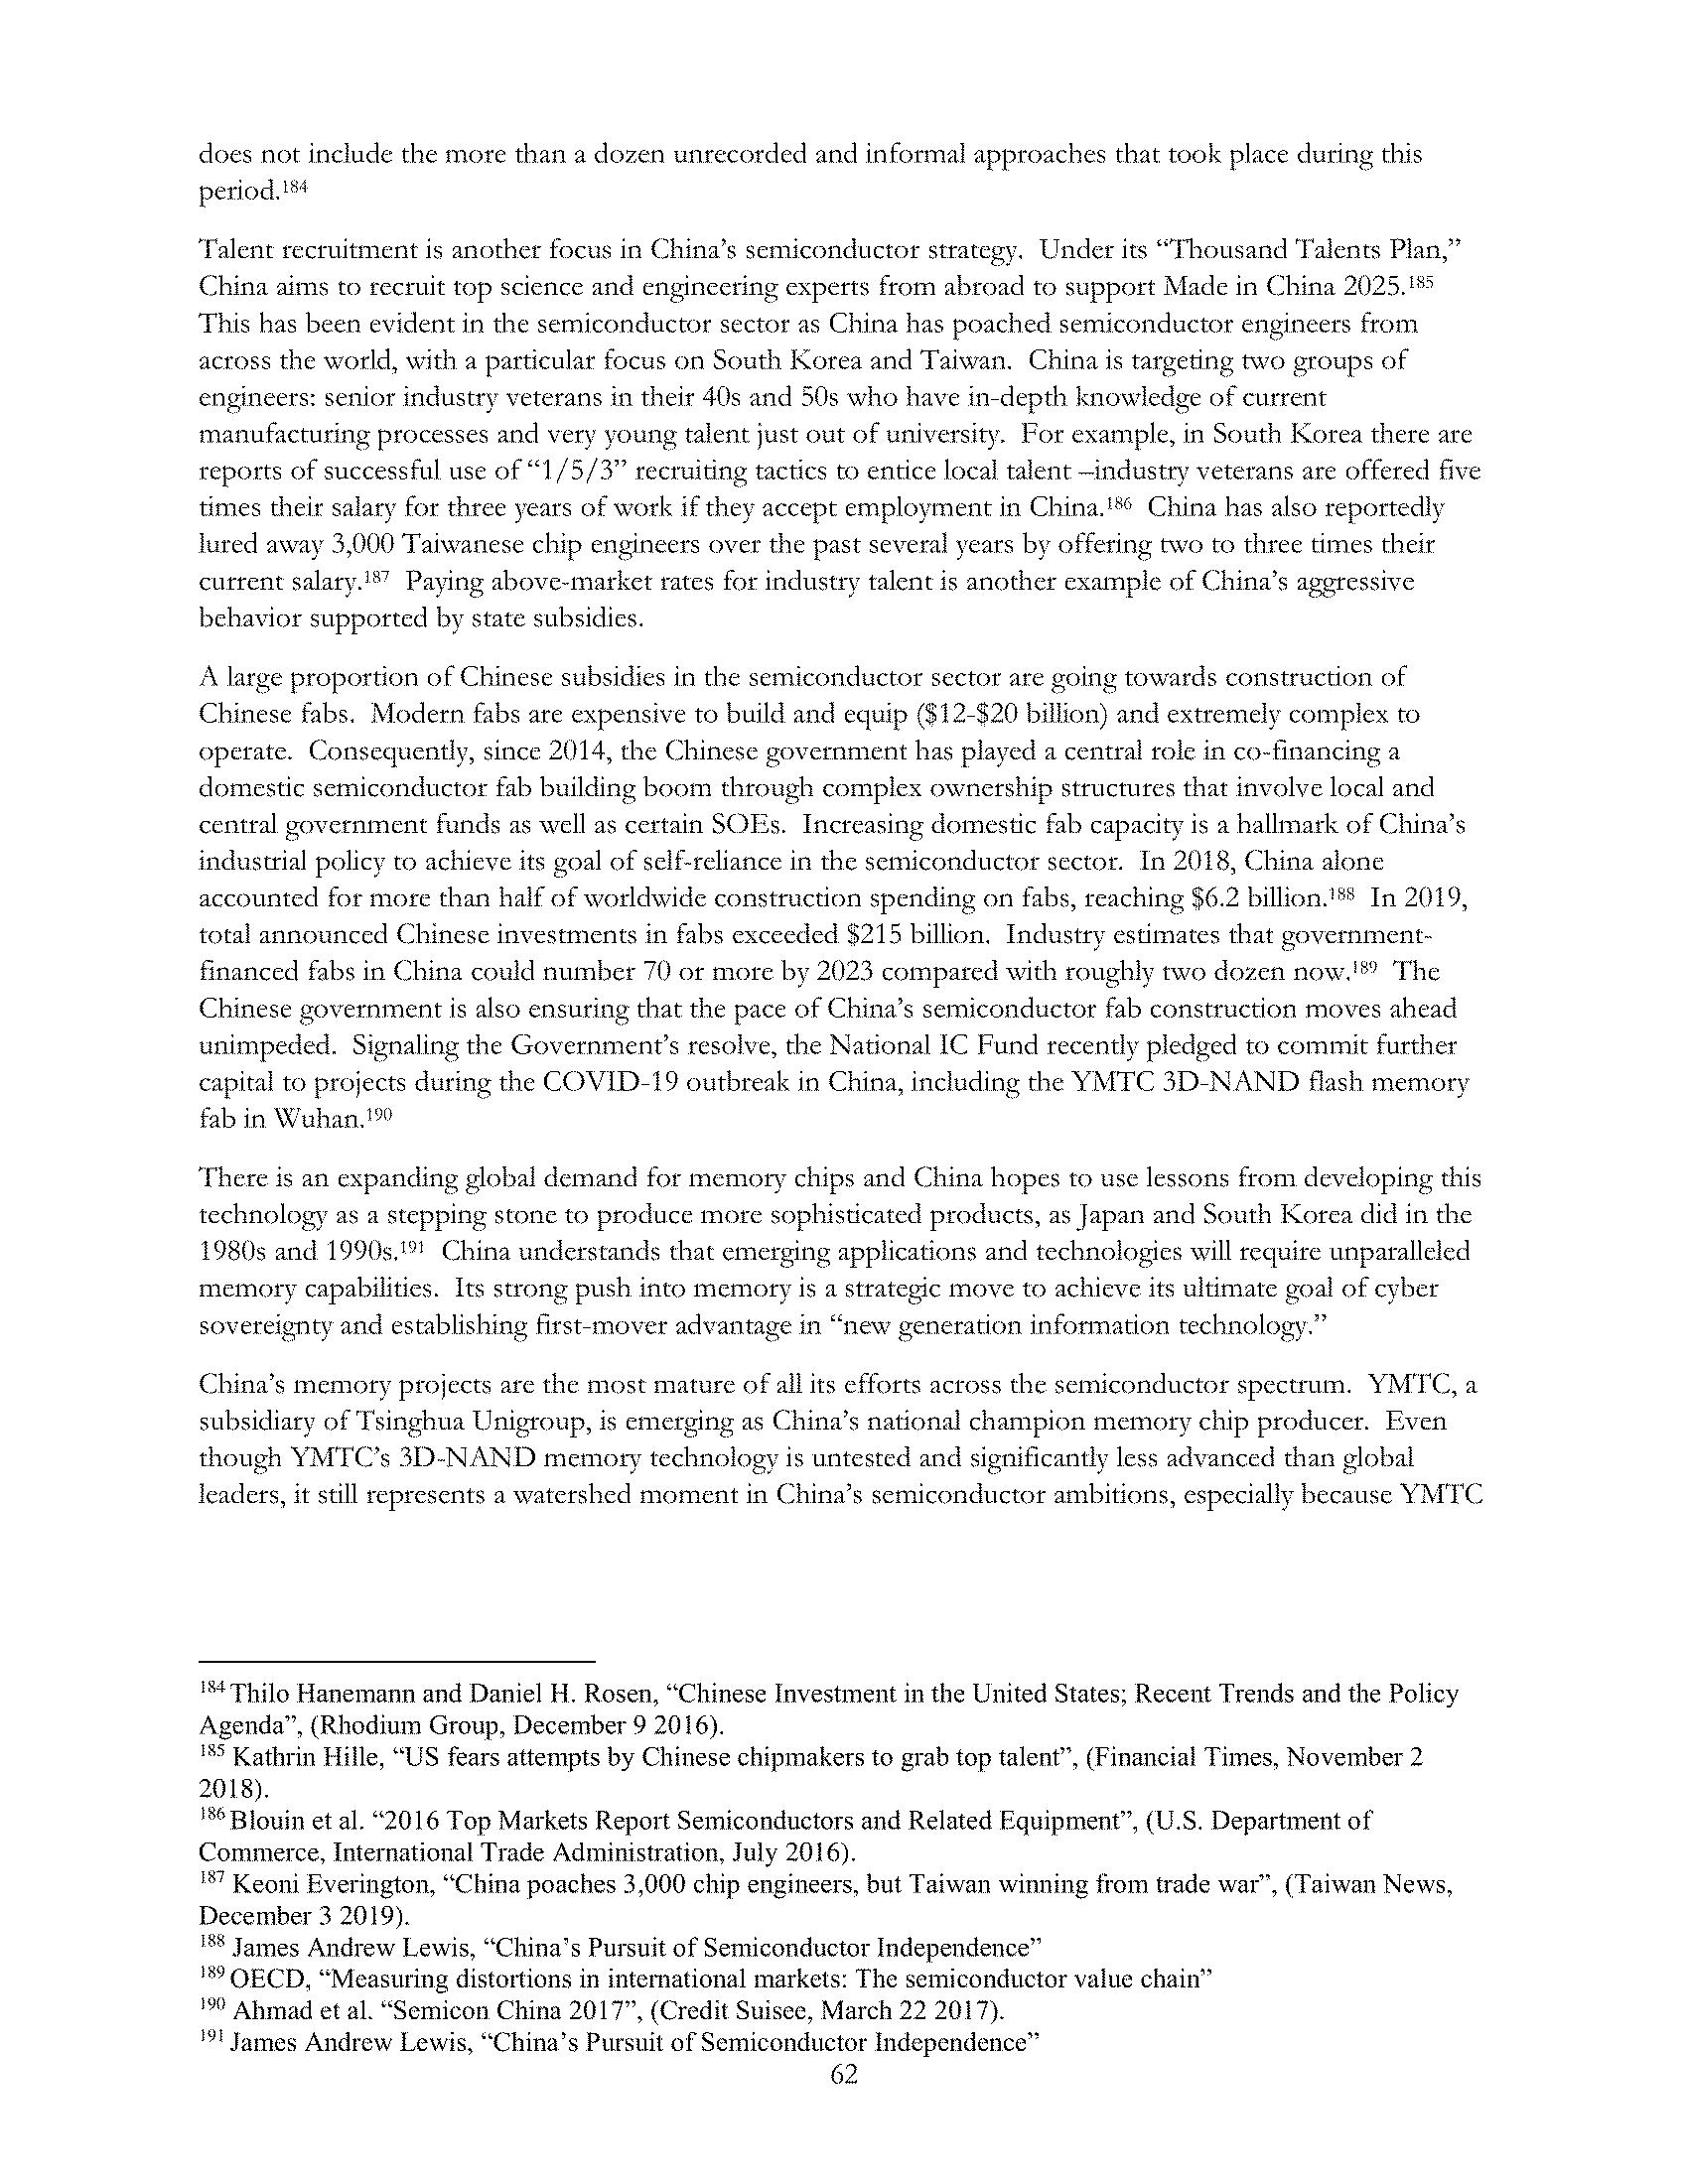 does not include the more than a dozen unrecorded and informal approaches that took place during this
period.184
Talent recruitment is another focus in China's semiconductor strategy. Under its “Thousand Talents Plan,”
China aims to recruit top science and engineering experts from abroad to support Made in China 2025.185
This has been evident in the semiconductor sector as China has poached semiconductor engineers from
across the world, with a particular focus on South Korea and Taiwan. China is targeting two groups of
engineers: senior industry veterans in their 40s and 50s who have in-depth knowledge of current
manufacturing processes and very young talent just out of university. For example, in South Korea there are
reports of successful use of “1/5/3” recruiting tactics to entice local talent –industry veterans are offered five
times their salary for three years of work if they accept employment in China.186 China has also reportedly
lured away 3,000 Taiwanese chip engineers over the past several years by offering two to three times their
current salary.187 Paying above-market rates for industry talent is another example of China's aggressive
behavior supported by state subsidies.
A large proportion of Chinese subsidies in the semiconductor sector are going towards construction of
Chinese fabs. Modern fabs are expensive to build and equip ($12-$20 billion) and extremely complex to
operate. Consequently, since 2014, the Chinese government has played a central role in co-financing a
domestic semiconductor fab building boom through complex ownership structures that involve local and
central government funds as well as certain SOEs. Increasing domestic fab capacity is a hallmark of China's
industrial policy to achieve its goal of self-reliance in the semiconductor sector. In 2018, China alone
accounted for more than half of worldwide construction spending on fabs, reaching $6.2 billion.188 In 2019,
total announced Chinese investments in fabs exceeded $215 billion. Industry estimates that government-
financed fabs in China could number 70 or more by 2023 compared with roughly two dozen now.189 The
Chinese government is also ensuring that the pace of China's semiconductor fab construction moves ahead
unimpeded. Signaling the Government's resolve, the National IC Fund recently pledged to commit further
capital to projects during the COVID-19 outbreak in China, including the YMTC 3D-NAND flash memory
fab in Wuhan.190
There is an expanding global demand for memory chips and China hopes to use lessons from developing this
technology as a stepping stone to produce more sophisticated products, as Japan and South Korea did in the
1980s and 1990s.191 China understands that emerging applications and technologies will require unparalleled
memory capabilities. Its strong push into memory is a strategic move to achieve its ultimate goal of cyber
sovereignty and establishing first-mover advantage in “new generation information technology.”
China's memory projects are the most mature of all its efforts across the semiconductor spectrum. YMTC, a
subsidiary of Tsinghua Unigroup, is emerging as China's national champion memory chip producer. Even
though YMTC's 3D-NAND memory technology is untested and significantly less advanced than global
leaders, it still represents a watershed moment in China's semiconductor ambitions, especially because YMTC
184 Thilo Hanemann and Daniel H. Rosen, “Chinese Investment in the United States; Recent Trends and the Policy
Agenda”, (Rhodium Group, December 9 2016).
185 Kathrin Hille, “US fears attempts by Chinese chipmakers to grab top talent”, (Financial Times, November 2
2018).
186 Blouin et al. “2016 Top Markets Report Semiconductors and Related Equipment”, (U.S. Department of
Commerce, International Trade Administration, July 2016).
187 Keoni Everington, “China poaches 3,000 chip engineers, but Taiwan winning from trade war”, (Taiwan News,
December 3 2019).
188 James Andrew Lewis, “China's Pursuit of Semiconductor Independence”
189 OECD, “Measuring distortions in international markets: The semiconductor value chain”
190 Ahmad et al. “Semicon China 2017”, (Credit Suisee, March 22 2017).
191 James Andrew Lewis, “China's Pursuit of Semiconductor Independence”
62